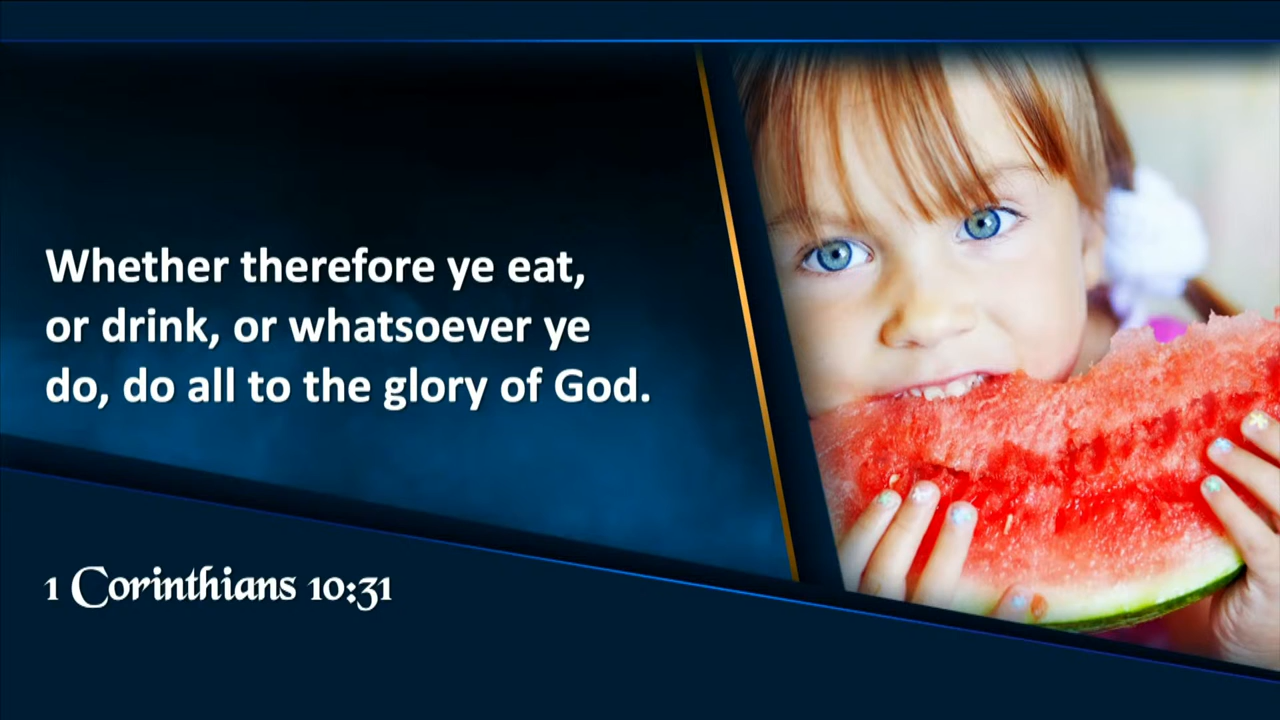 Whether therefore ye eat,
or drink, or whatsoever ye
do, do all to the glory of God.
1 Corinthians 10:31